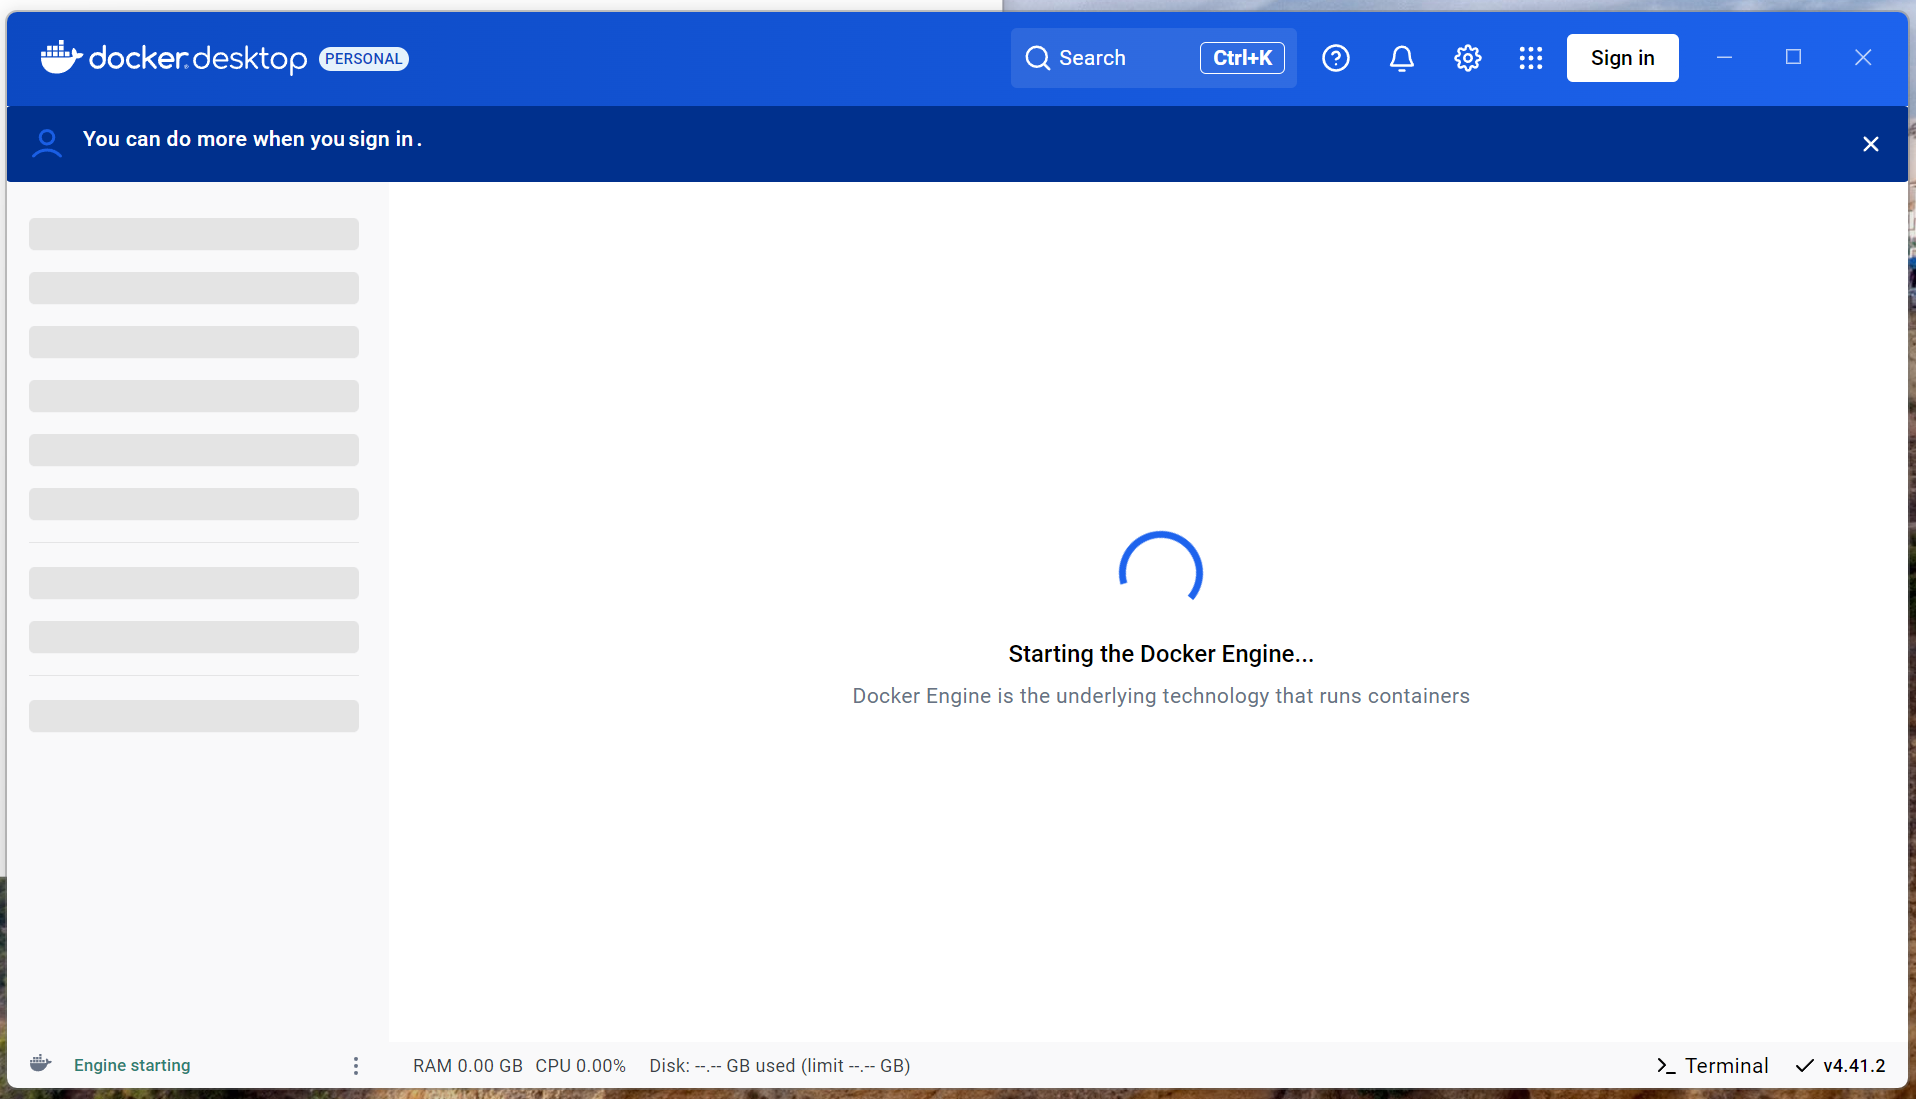 docker desktop PERSONAL
Search Ctrl+K
Sign in
You can do more when you sign in.
Starting the Docker Engine...
Docker Engine is the underlying technology that runs containers
Engine starting
RAM 0.00 GB CPU 0.00% Disk: --.-- GB used (limit --.-- GB)
Terminal
v4.41.2